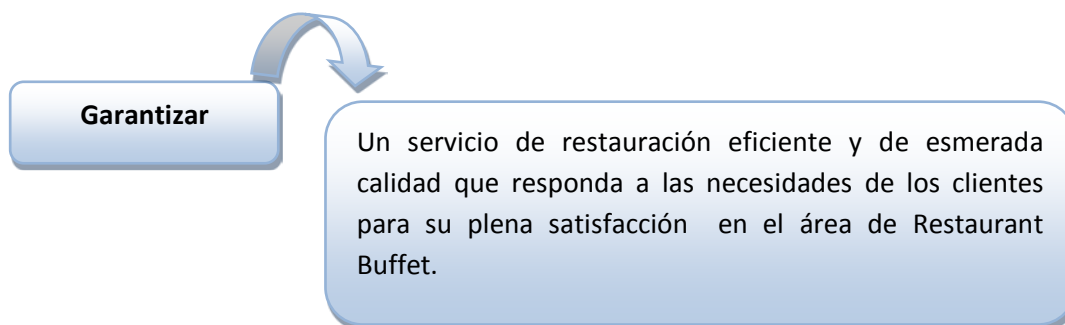 Garantizar
Un servicio de restauración eficiente y de esmerada
calidad que responda a las necesidades de los clientes
para su plena satisfacción en el área de Restaurant
Buffet.